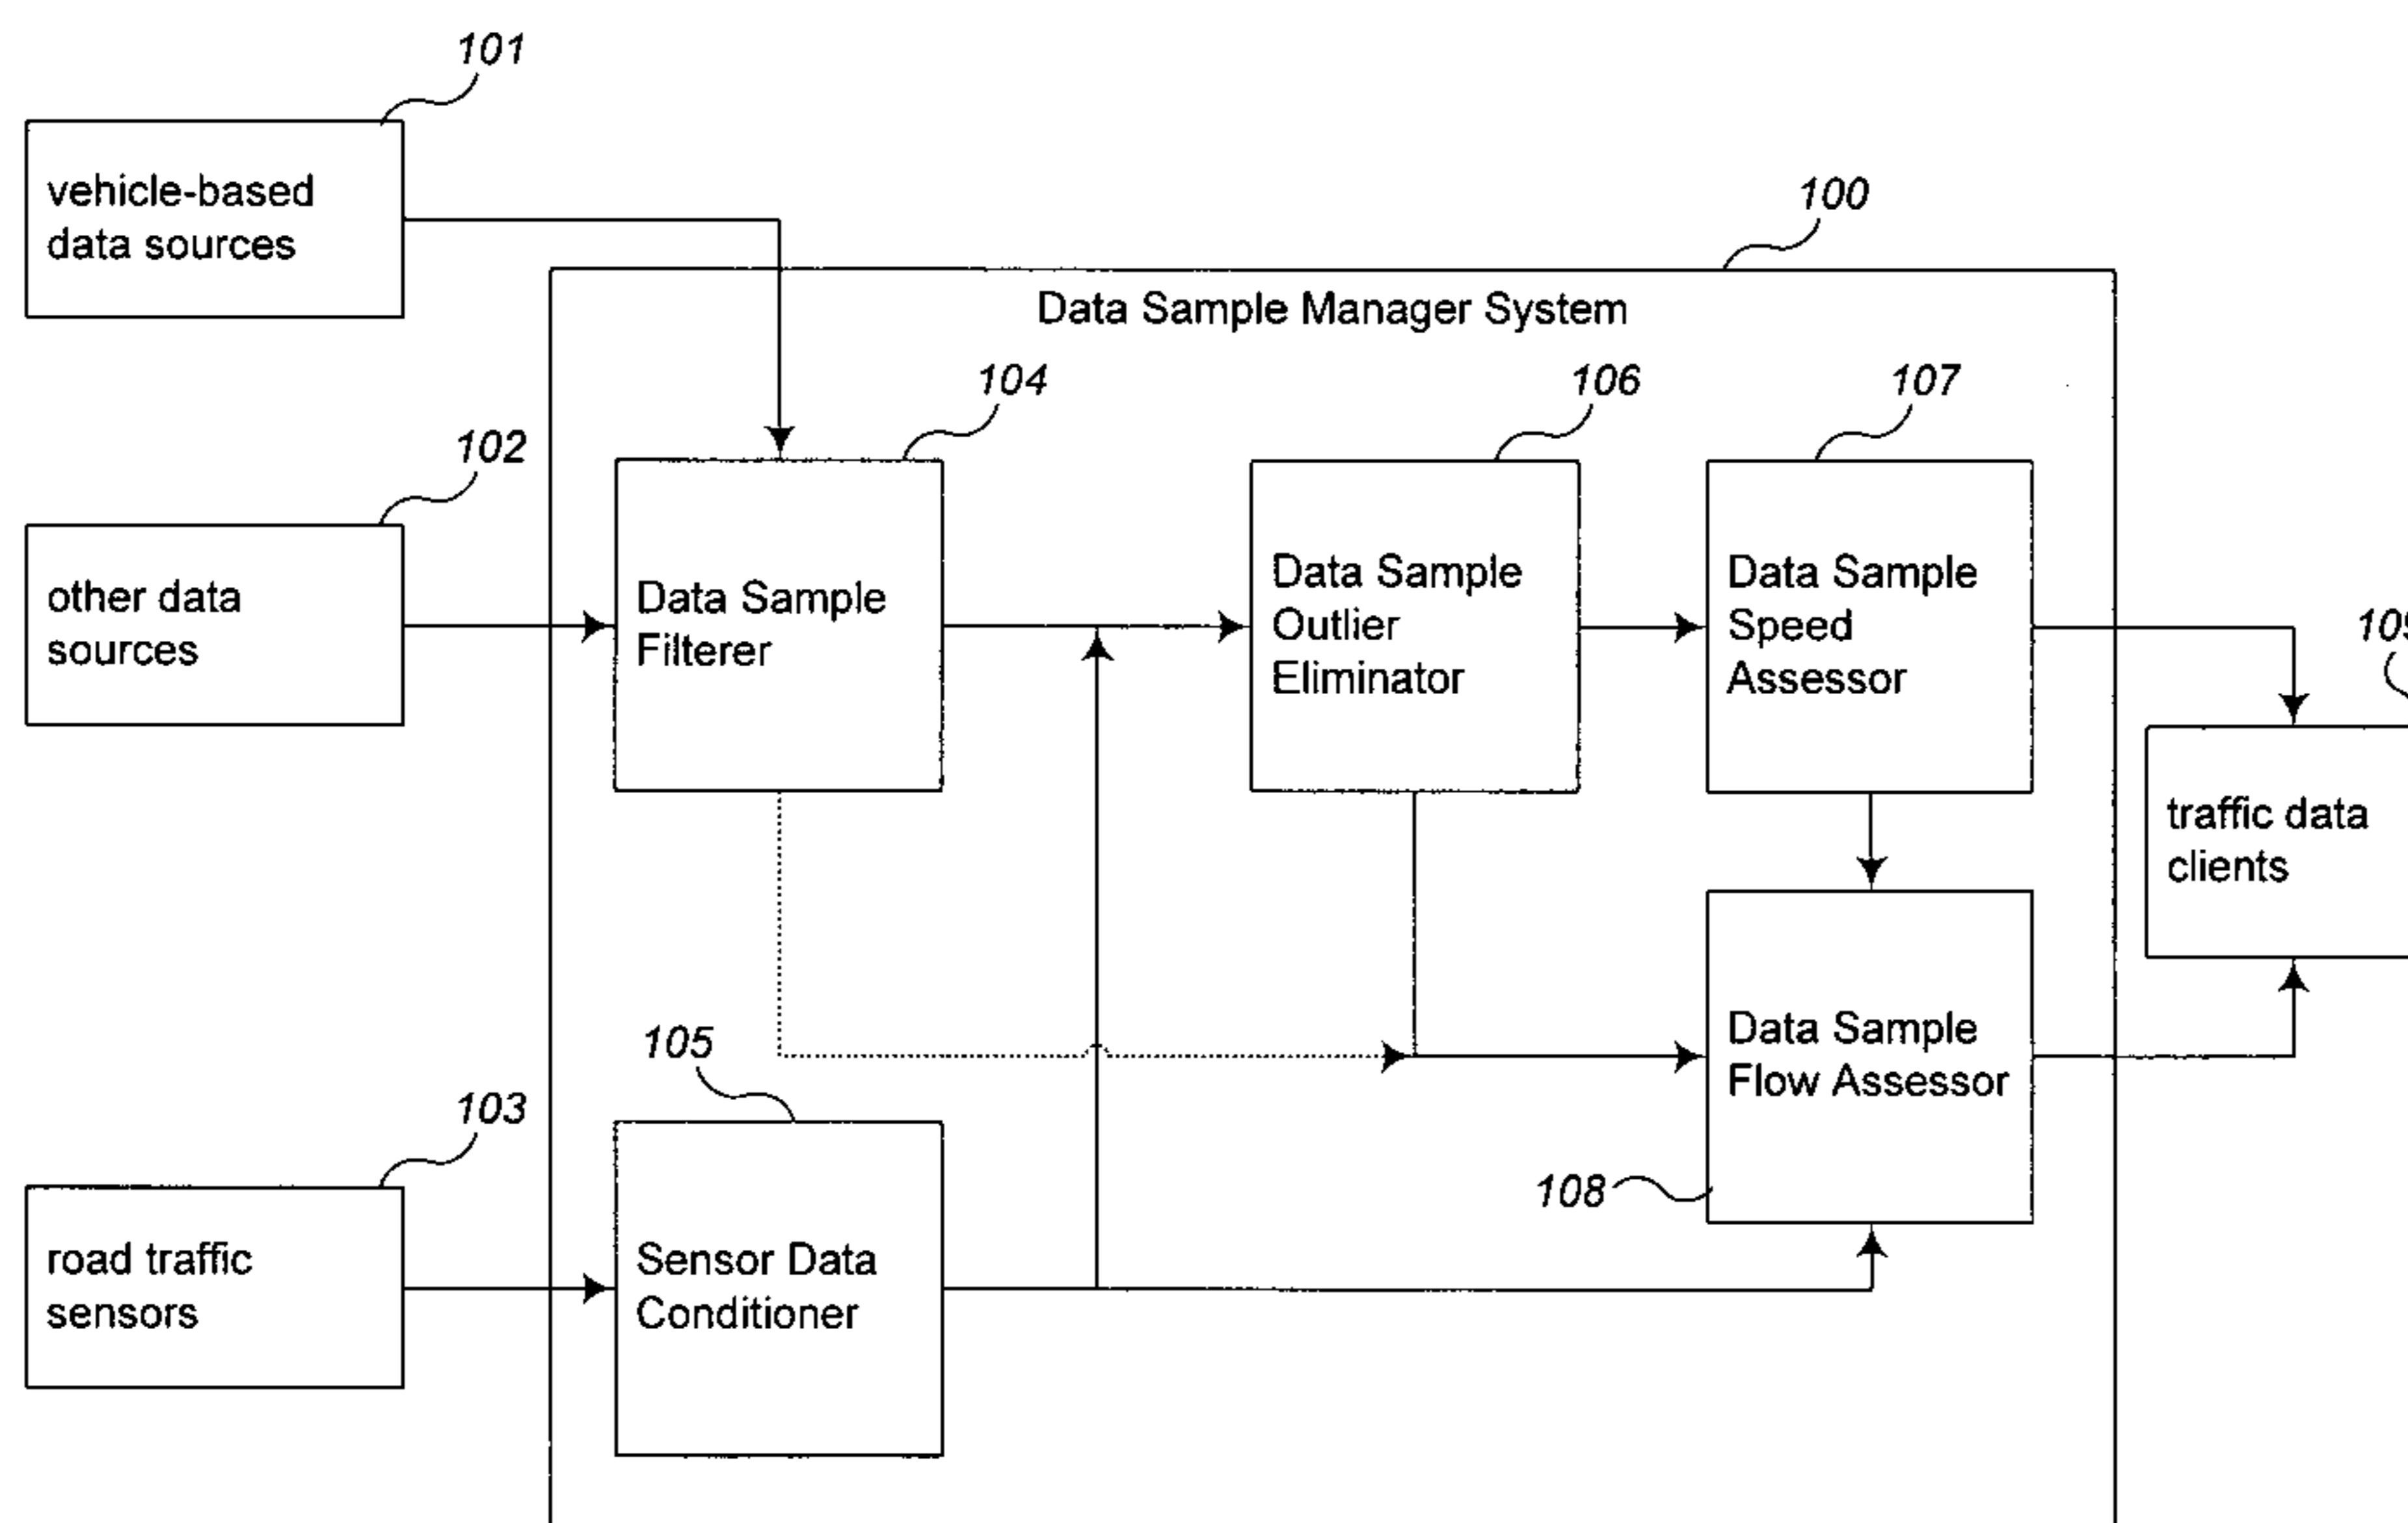 101
vehicle-based
data sources
100
Data Sample Manager System
104
106
107
102
other data
sources
Data Sample
Filterer
Data Sample
Outlier
Eliminator
Data Sample
Speed
Assessor
109
traffic data
clients
105
Data Sample
Flow Assessor
103
108
road traffic
sensors
Sensor Data
Conditioner